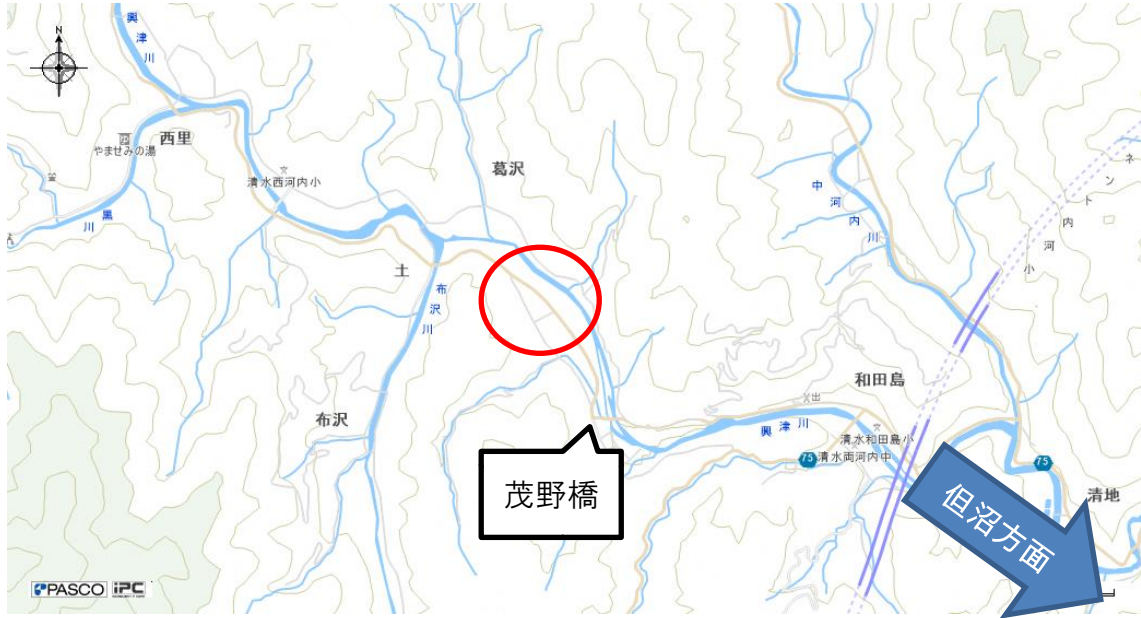 N
興津川
西里
やませみの湯
黒川
清水西河内小
葛沢
土
布沢川
布沢
中河内川
小河内トンネ
和田島
出
興津川
清水和田島小
75
清水両河内中
75
清地
茂野橋
但沼方面
PASCO iPC